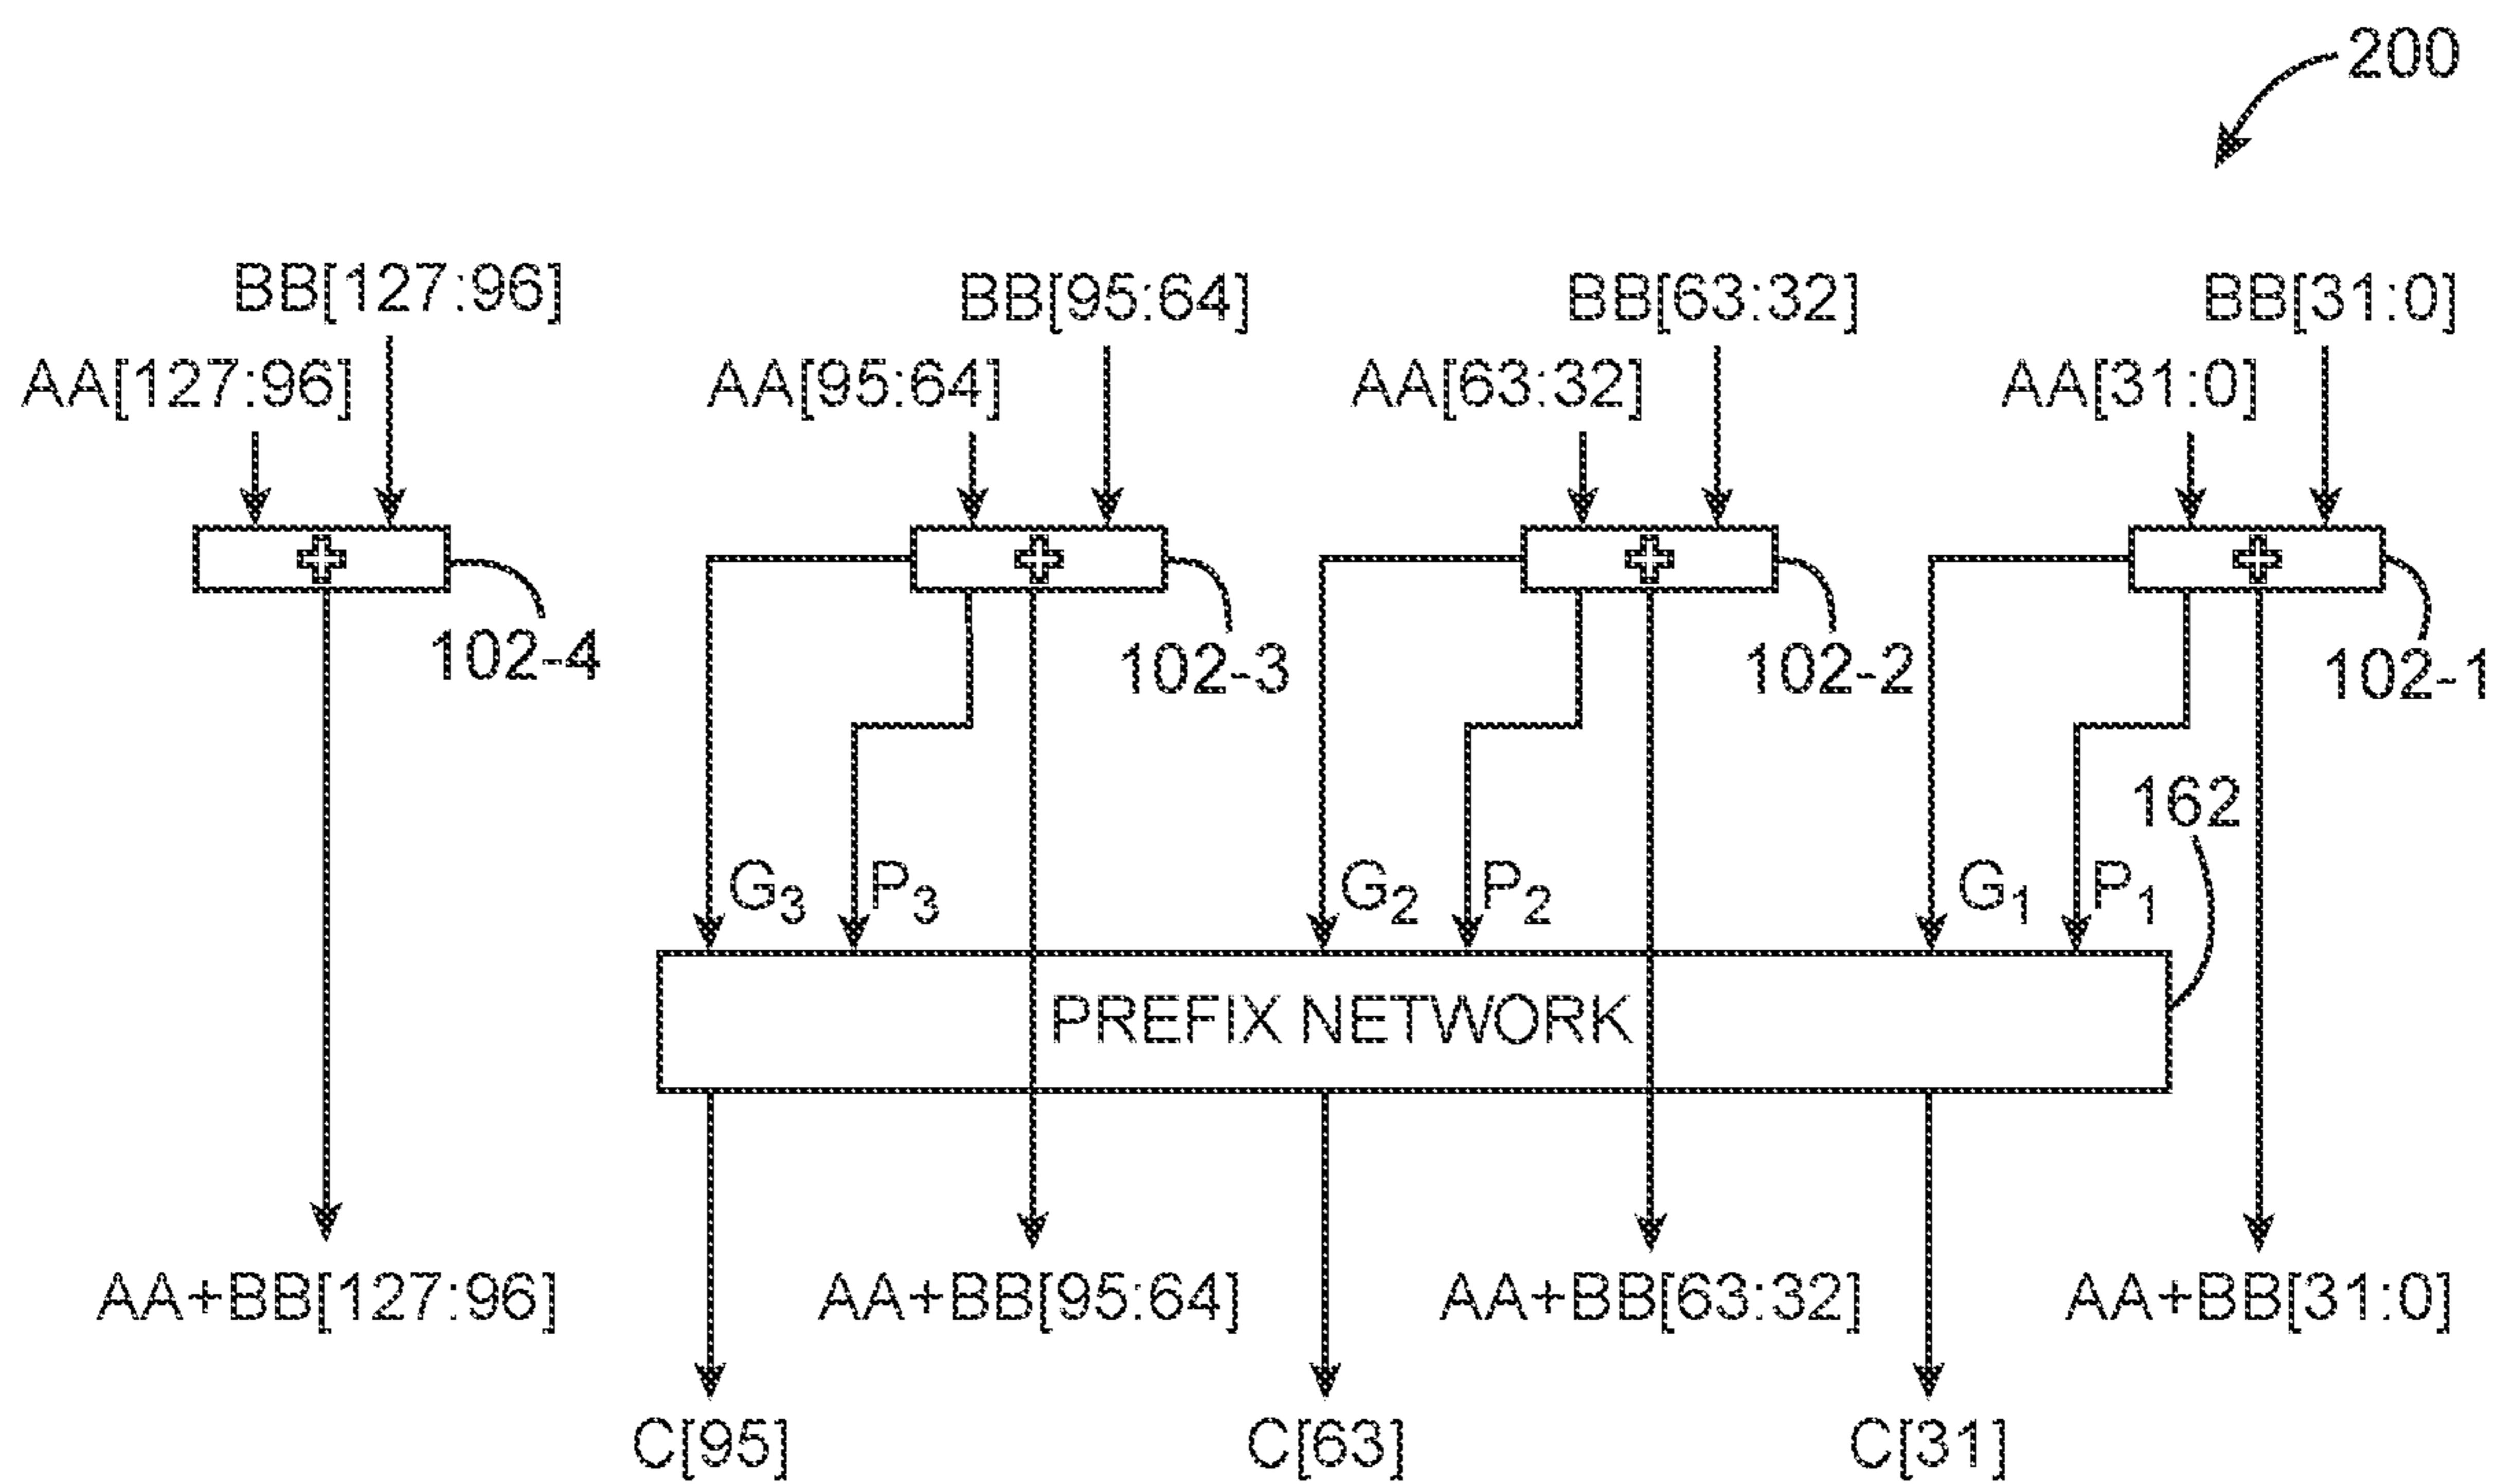 200
BB[127:96] BB[95:64] BB[63:32] BB[31:0]
AA[127:96] AA[95:64] AA[63:32] AA[31:0]
102-4 102-3 102-2 102-1
162
G3 P3 G2 P2 G1 P1
PREFIX NETWORK
AA+BB[127:96] AA+BB[95:64] AA+BB[63:32] AA+BB[31:0]
C[95] C[63] C[31]